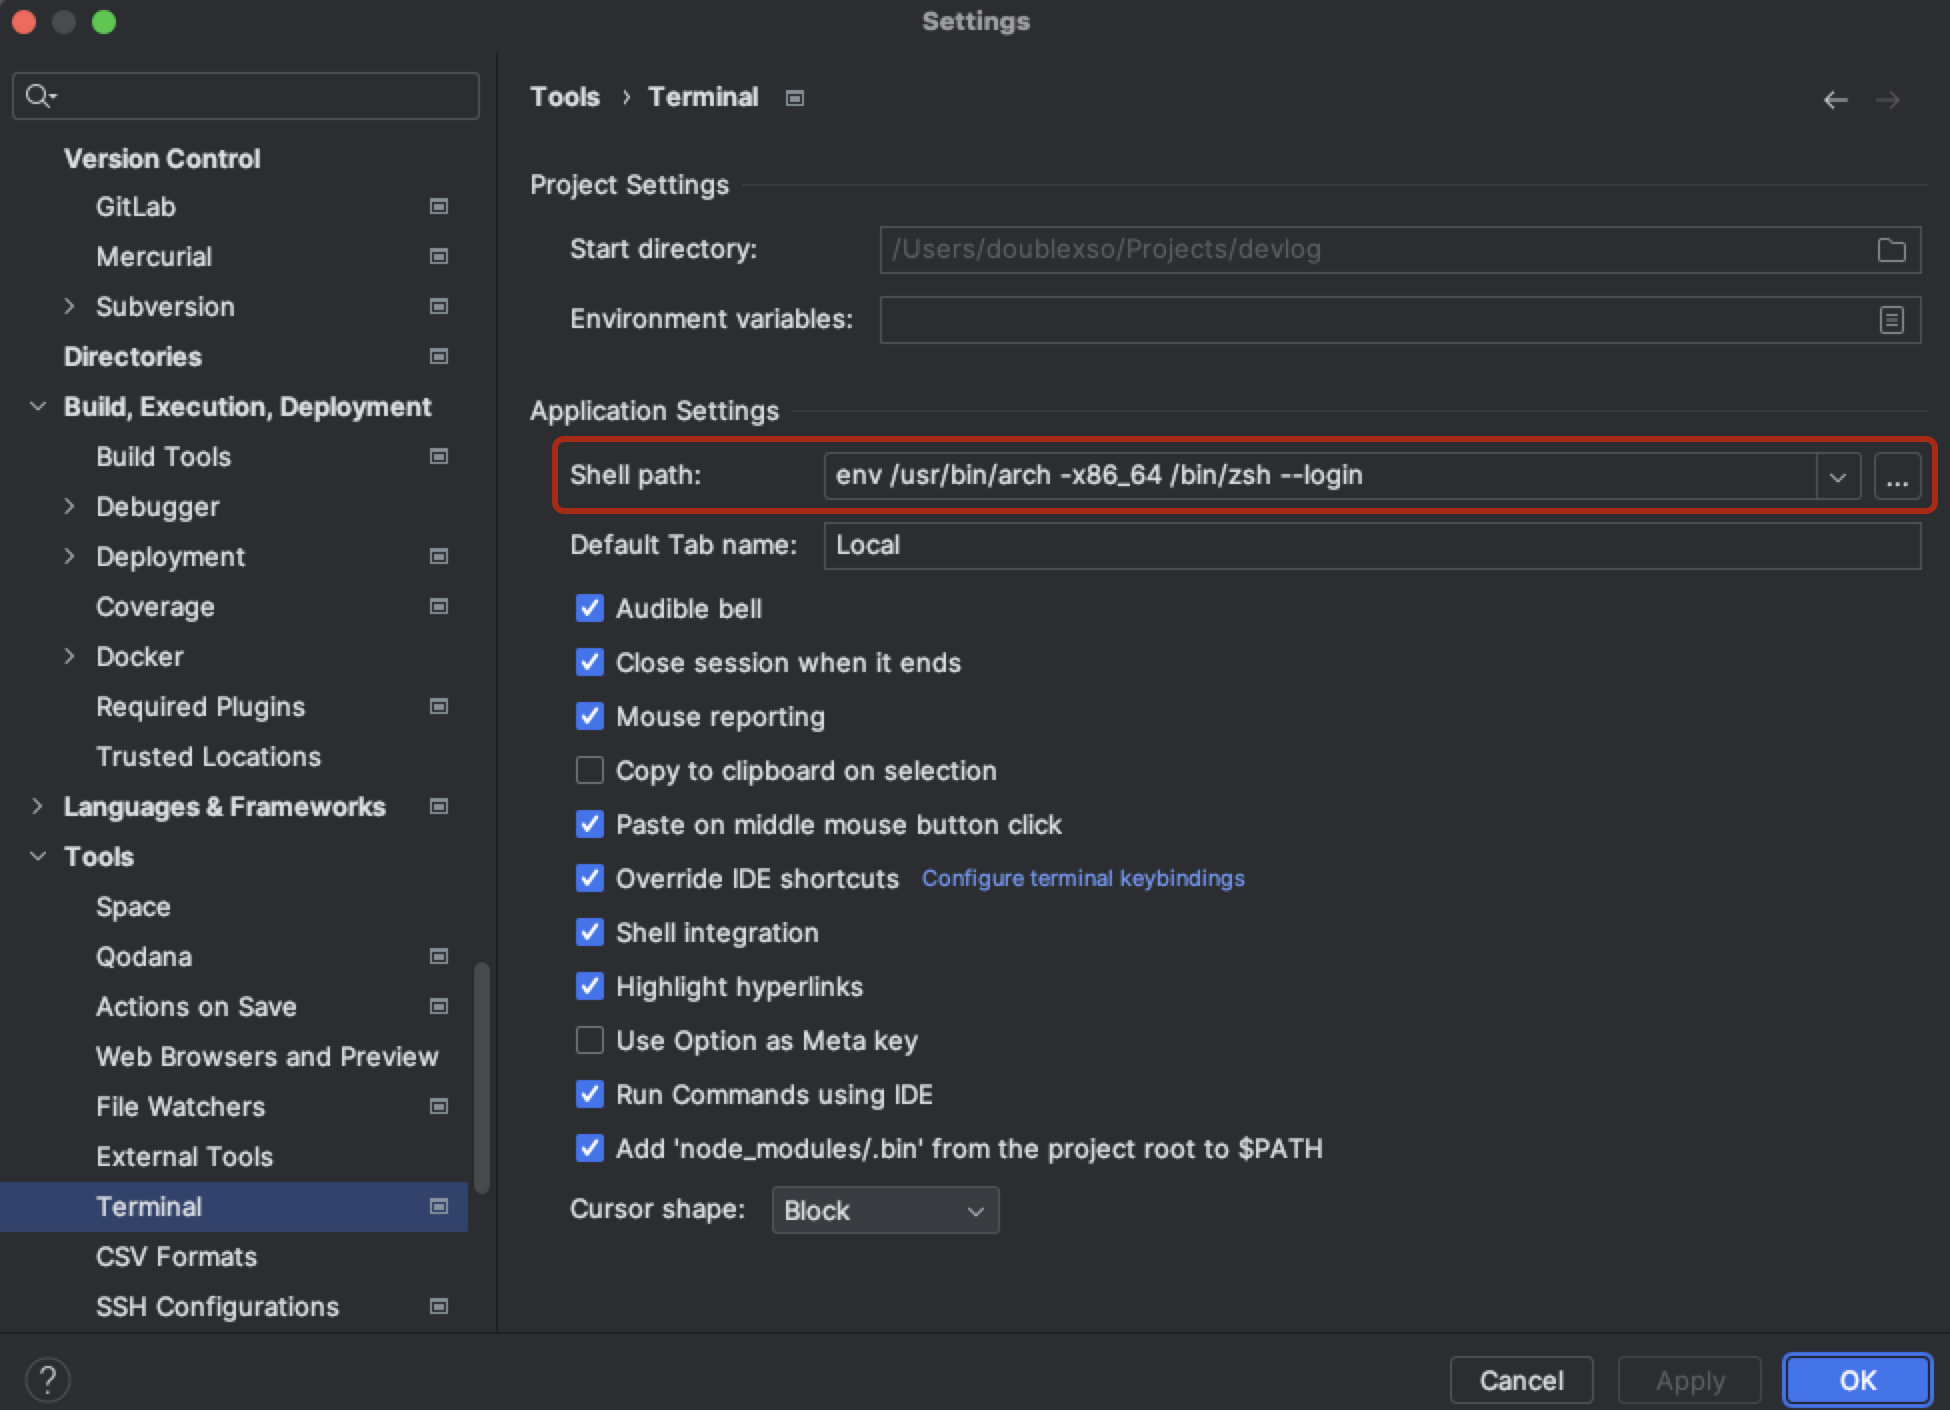 Settings
Version Control
GitLab
Mercurial
Subversion
Directories
Build, Execution, Deployment
Build Tools
Debugger
Deployment
Coverage
Docker
Required Plugins
Trusted Locations
Languages & Frameworks
Tools
Space
Qodana
Actions on Save
Web Browsers and Preview
File Watchers
External Tools
Terminal
CSV Formats
SSH Configurations
Tools › Terminal
Project Settings
Start directory: /Users/doublexso/Projects/devlog
Environment variables:
Application Settings
Shell path: env /usr/bin/arch -x86_64 /bin/zsh --login ...
Default Tab name: Local
Audible bell
Close session when it ends
Mouse reporting
Copy to clipboard on selection
Paste on middle mouse button click
Override IDE shortcuts Configure terminal keybindings
Shell integration
Highlight hyperlinks
Use Option as Meta key
Run Commands using IDE
Add 'node_modules/.bin' from the project root to $PATH
Cursor shape: Block
? Cancel Apply OK